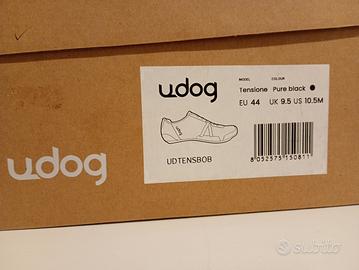 udog
MODEL COLOUR
Tensione Pure black
EU 44 UK 9.5 US 10.5M
UDTENSBOB
8 052575 150811
udog
subito